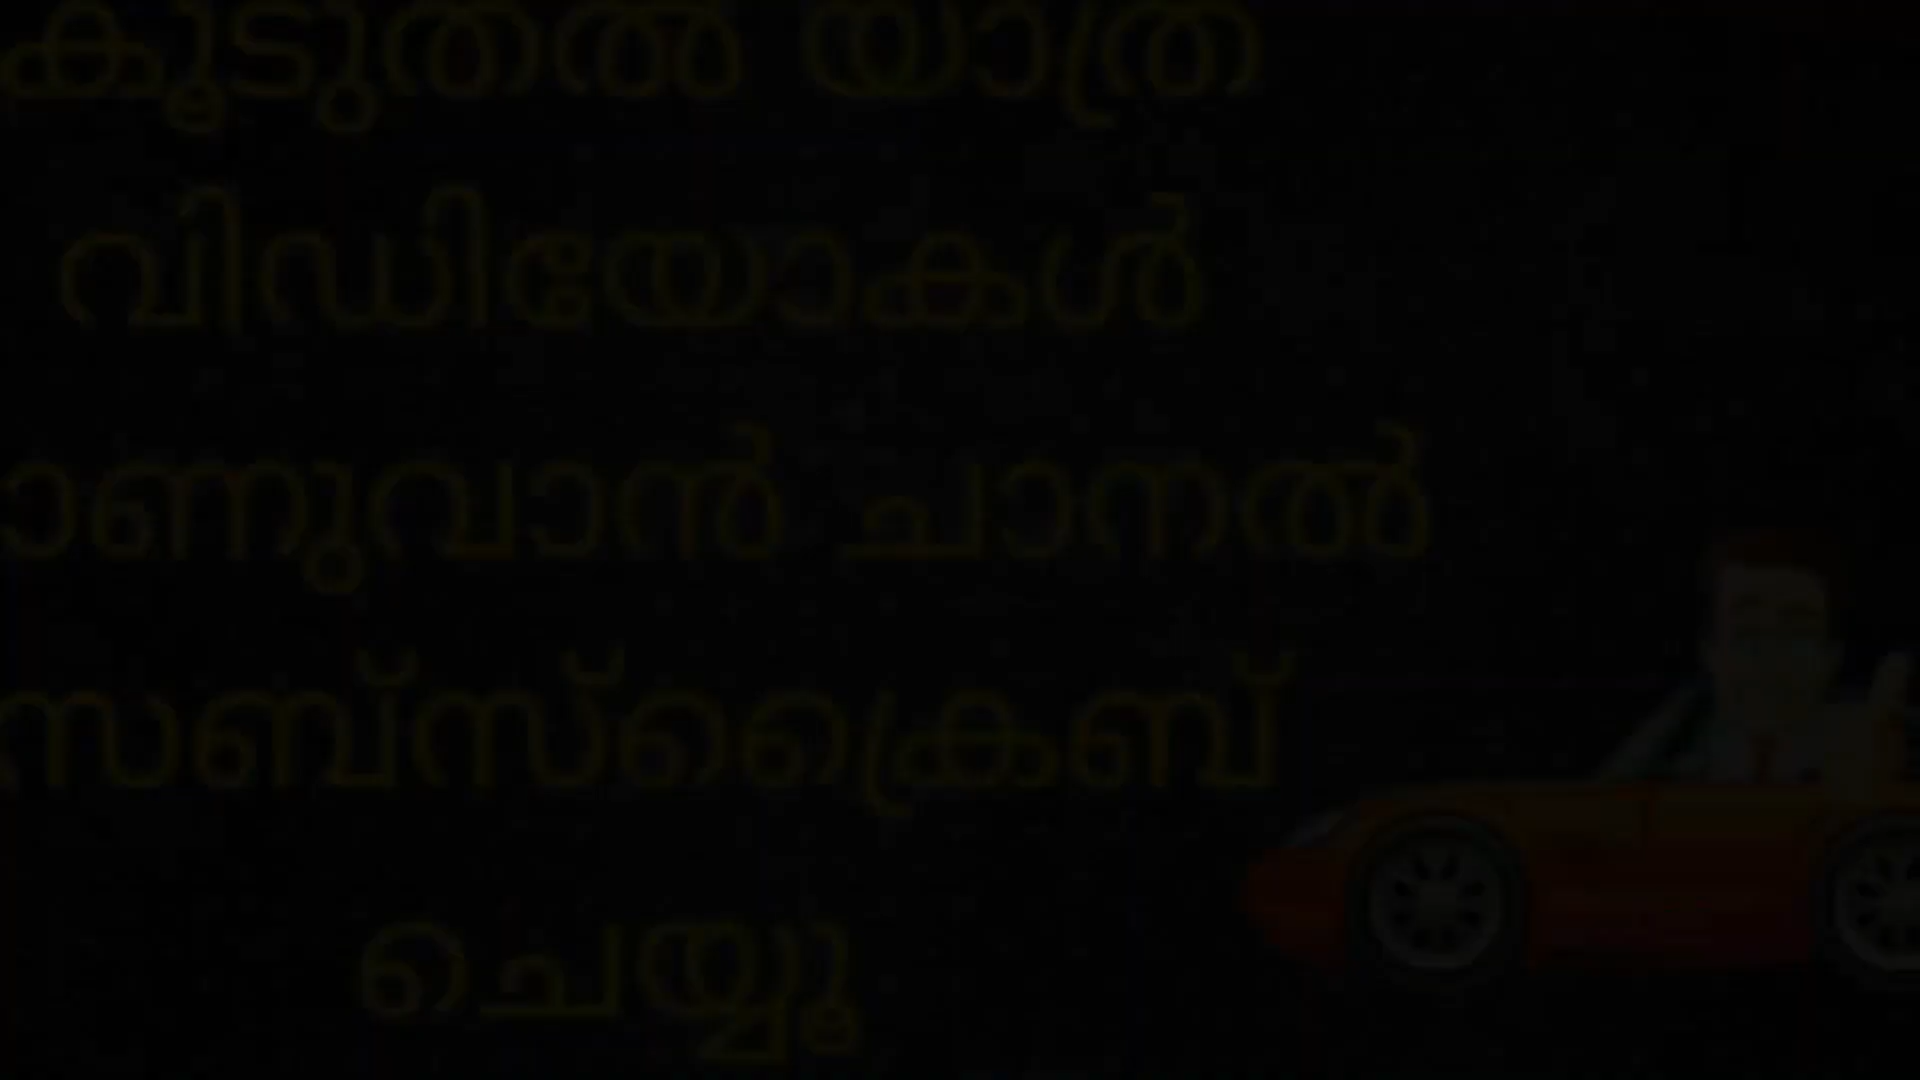 കൂടുതൽ യാത്ര
വിഡിയോകൾ
ാണുവാൻ ചാനൽ
സബ്സ്ക്രൈബ്
ചെയ്യൂ